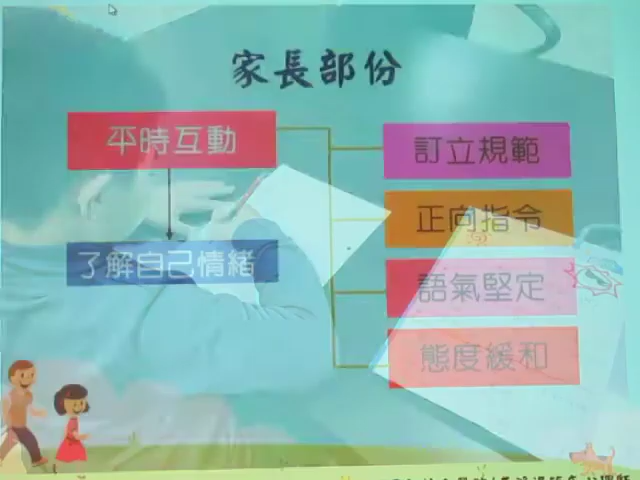 家長部份
平時互動
了解自己情緒
訂立規範
正向指令
語氣堅定
態度緩和